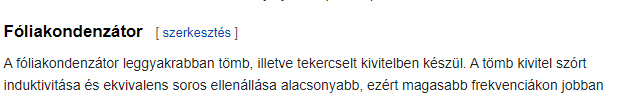 Fóliakondenzátor [ szerkesztés ]
A fóliakondenzátor leggyakrabban tömb, illetve tekercselt kivitelben készül. A tömb kivitel szórt
induktivitása és ekvivalens soros ellenállása alacsonyabb, ezért magasabb frekvenciákon jobban